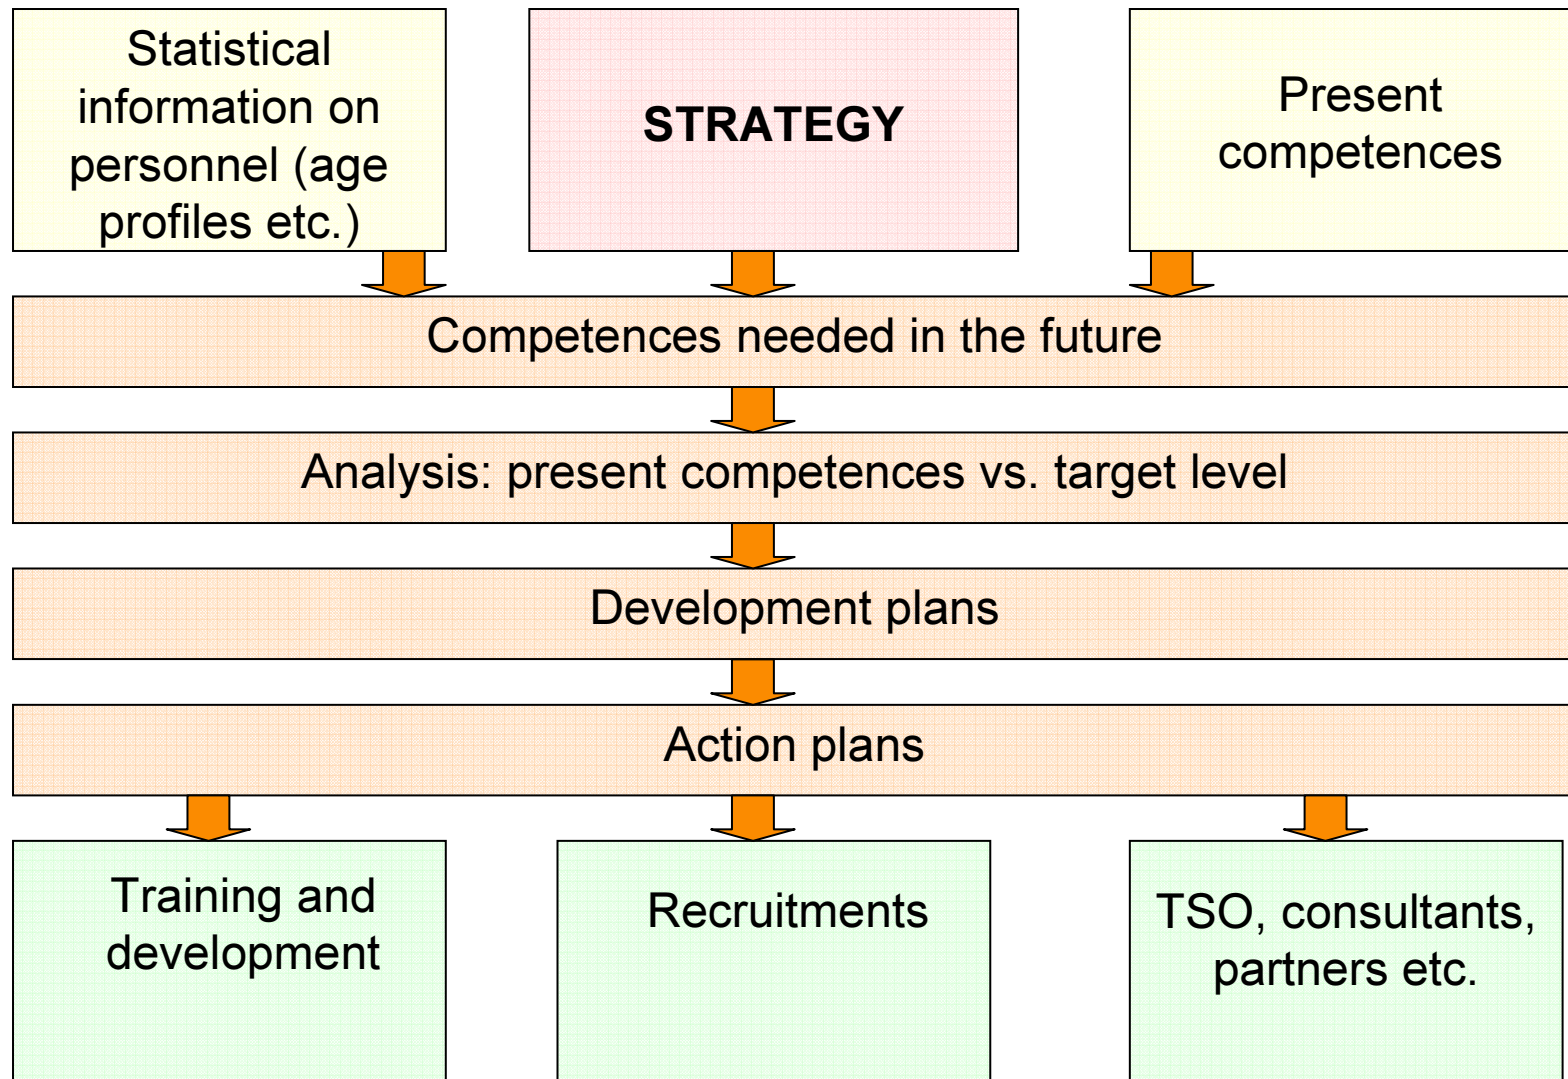 Statistical
information on
personnel (age
profiles etc.)
STRATEGY
Present
competences
Competences needed in the future
Analysis: present competences vs. target level
Development plans
Action plans
Training and
development
Recruitments
TSO, consultants,
partners etc.